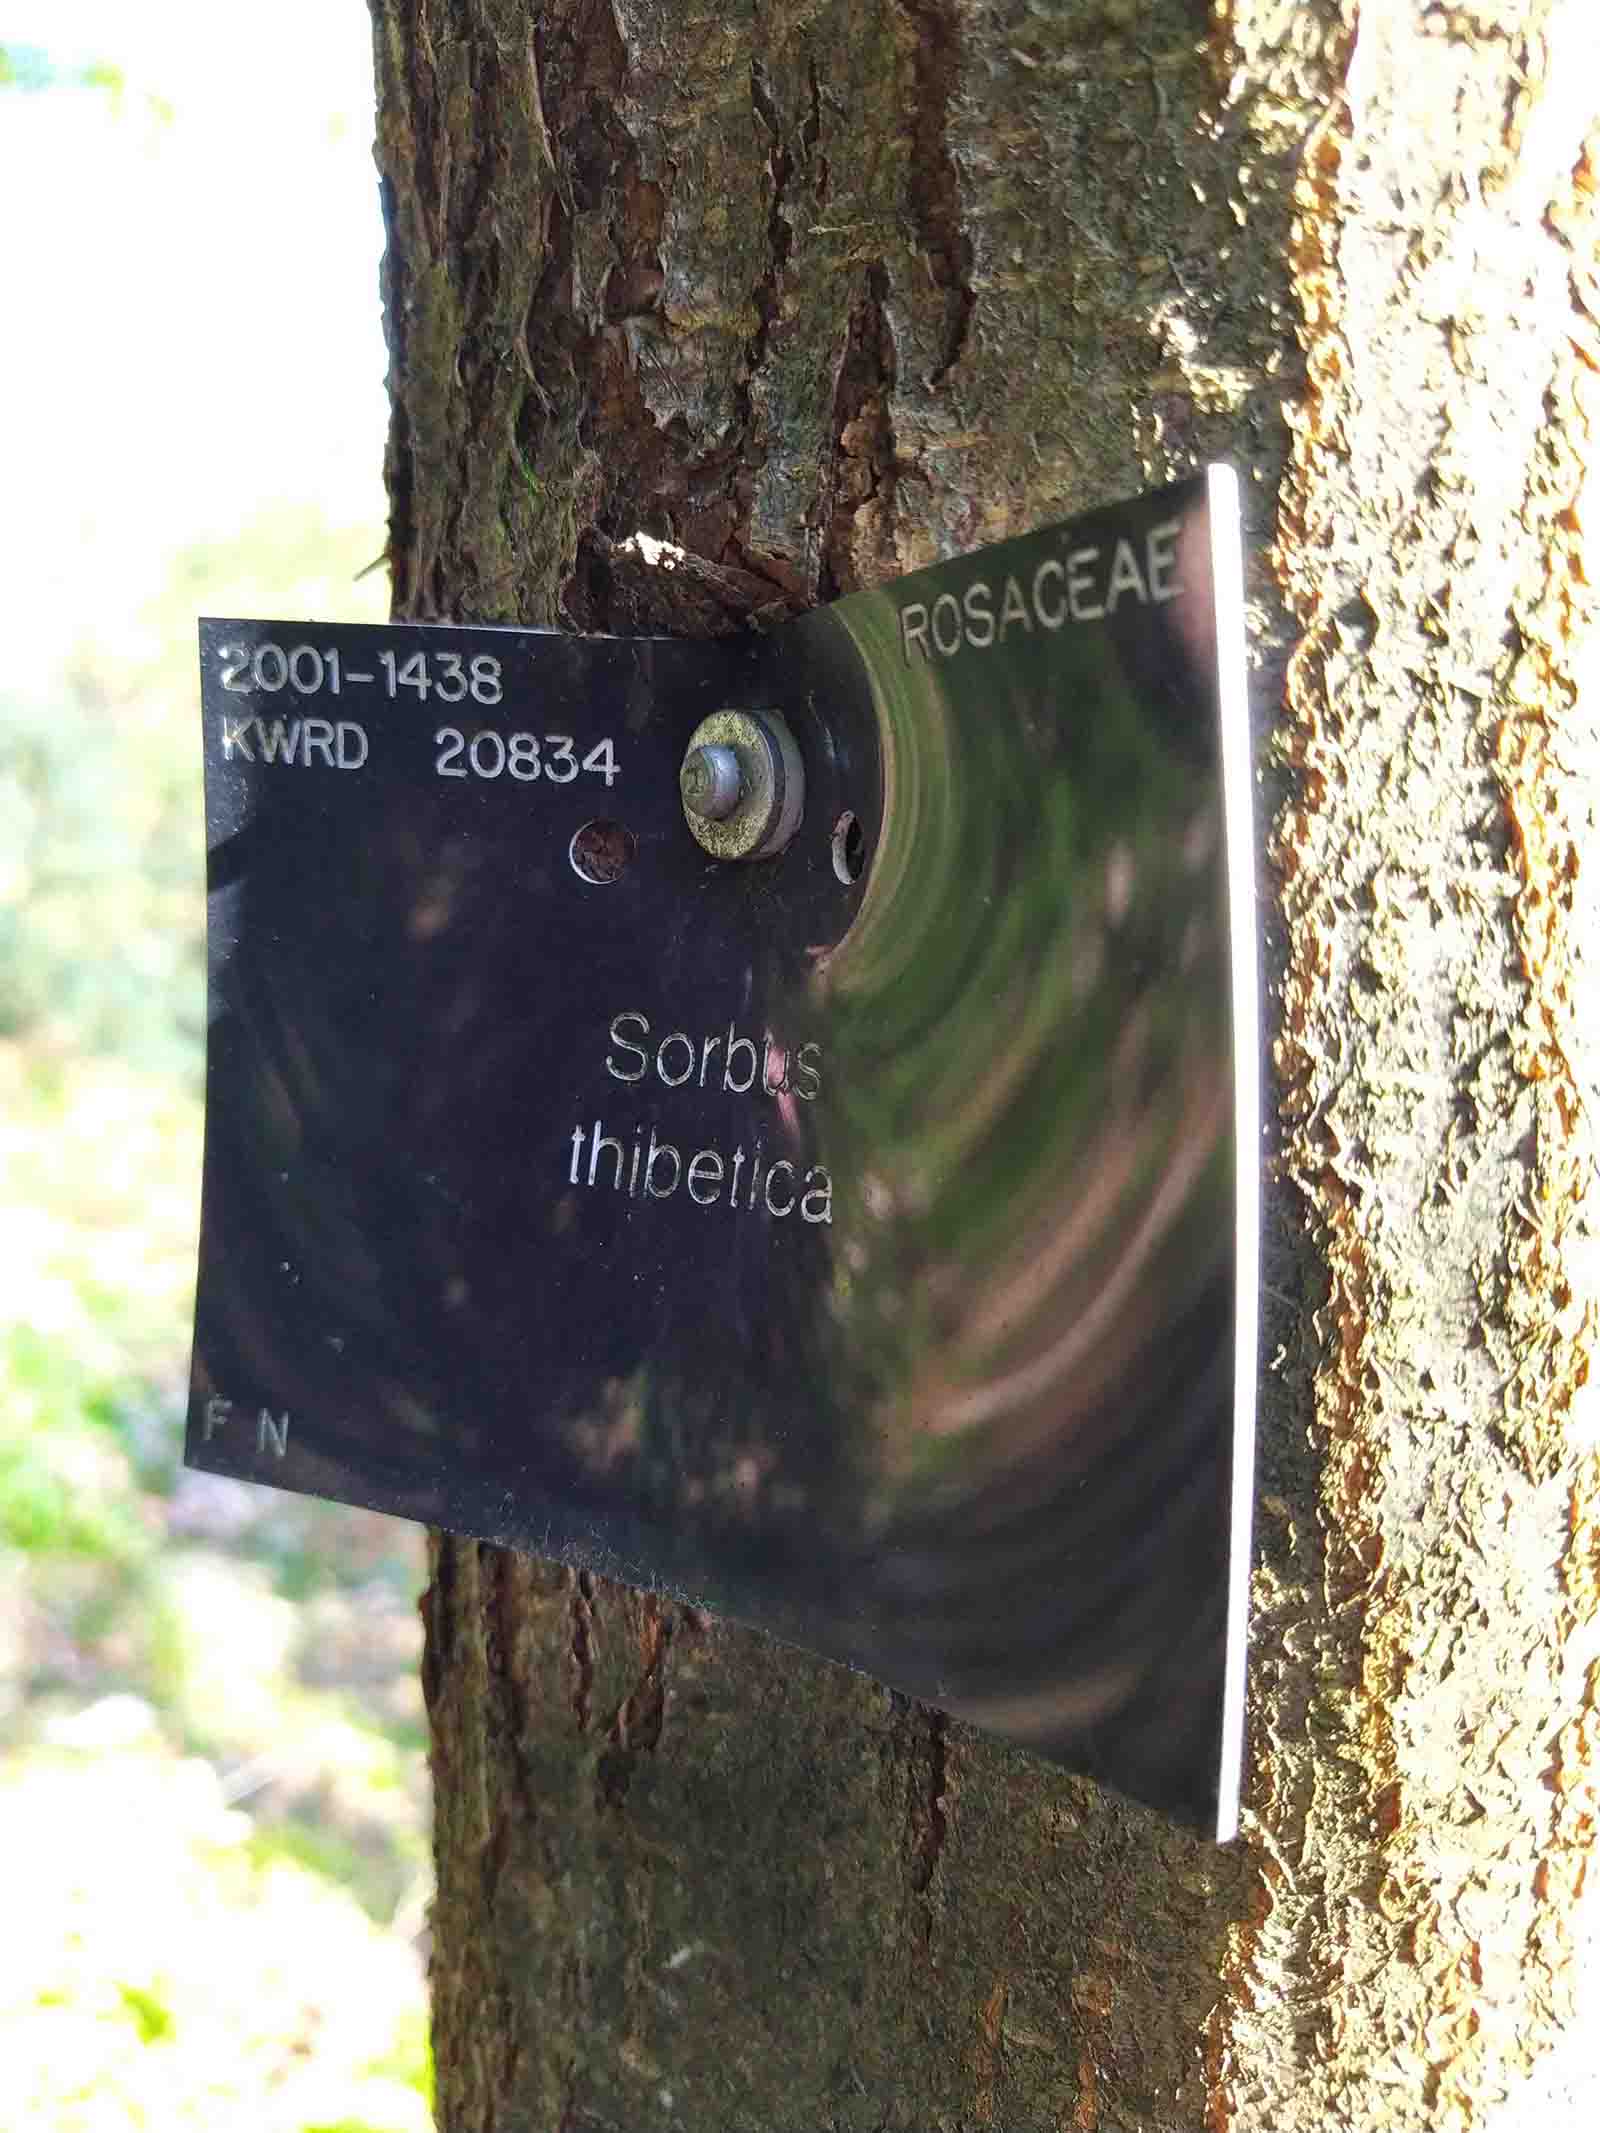 2001-1438
ROSACEAE
KWRD 20834
Sorbus
thibetica
F N